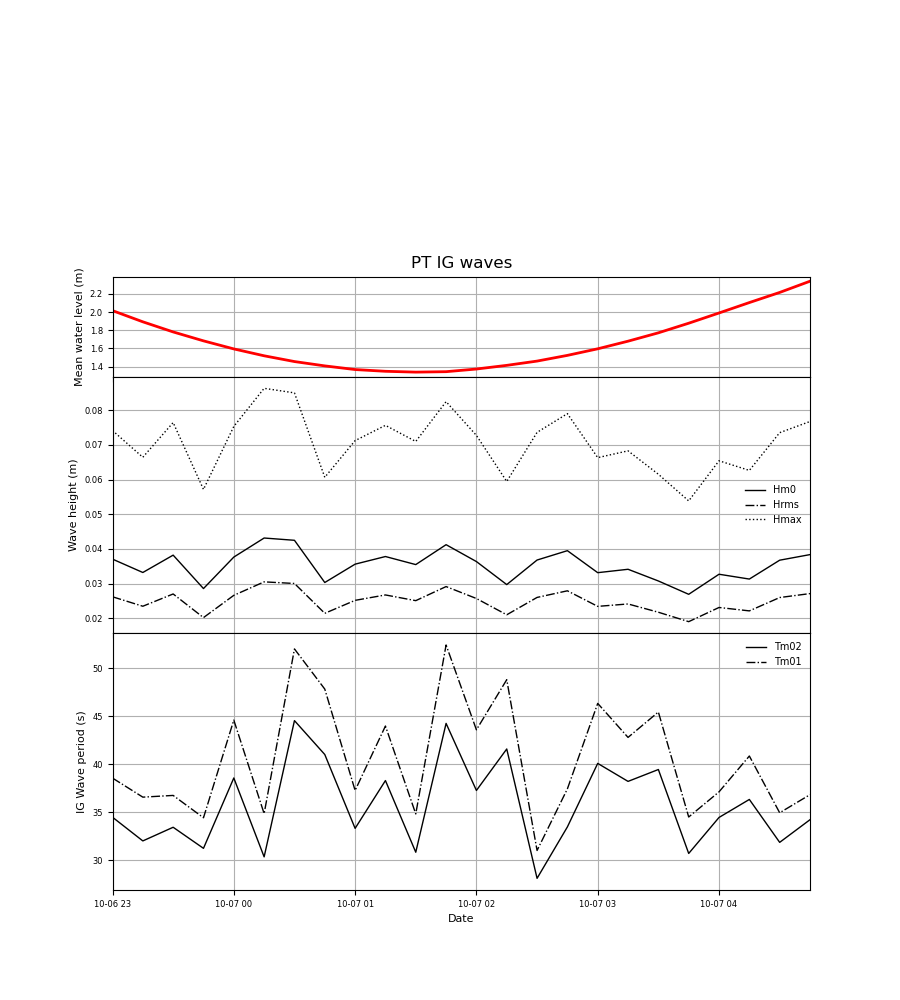 PT IG waves
Mean water level (m)
2.2
2.0
1.8
1.6
1.4
Wave height (m)
0.08
0.07
0.06
0.05
0.04
0.03
0.02
Hm0
Hrms
Hmax
IG Wave period (s)
50
45
40
35
30
Tm02
Tm01
10-06 23
10-07 00
10-07 01
10-07 02
10-07 03
10-07 04
Date